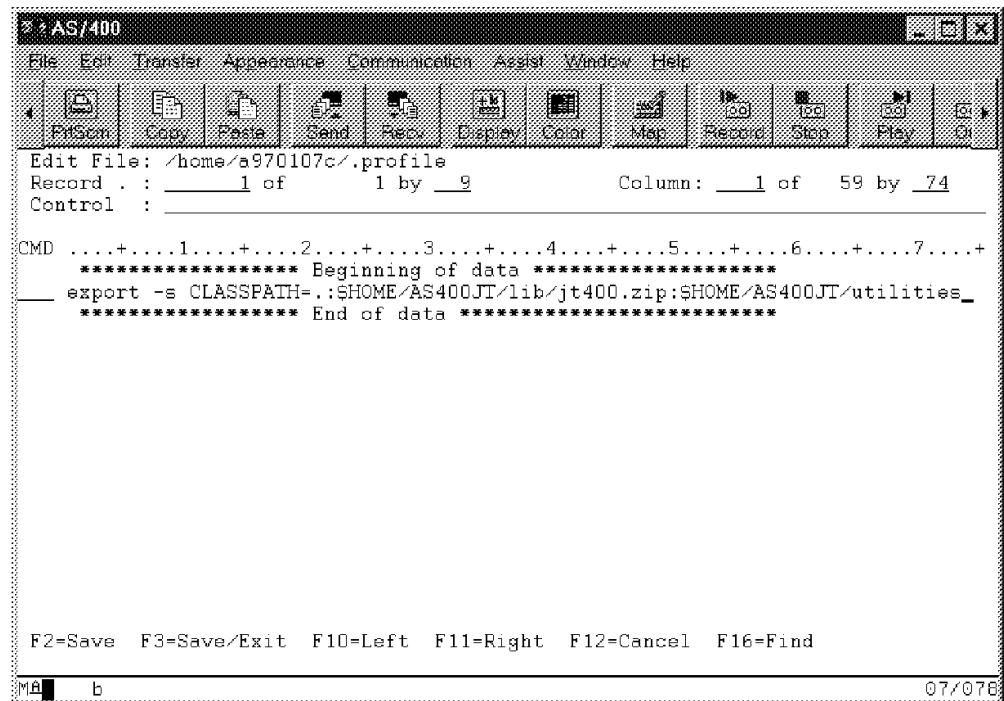 AS/400
File Edit Transfer Appearance Communication Assist Window Help
PrtScrn Copy Paste Send Recv Display Color Map Record Stop Play
Edit File: /home/a970107c/.profile
Record . : 1 of 1 by 9 Column: 1 of 59 by 74
Control :
CMD ....+....1....+....2....+....3....+....4....+....5....+....6....+....7....+
****************** Beginning of data ********************
export -s CLASSPATH=.:$HOME/AS400JT/lib/jt400.zip:$HOME/AS400JT/utilities_
****************** End of data **************************
F2=Save F3=Save/Exit F10=Left F11=Right F12=Cancel F16=Find
MA b 07/078